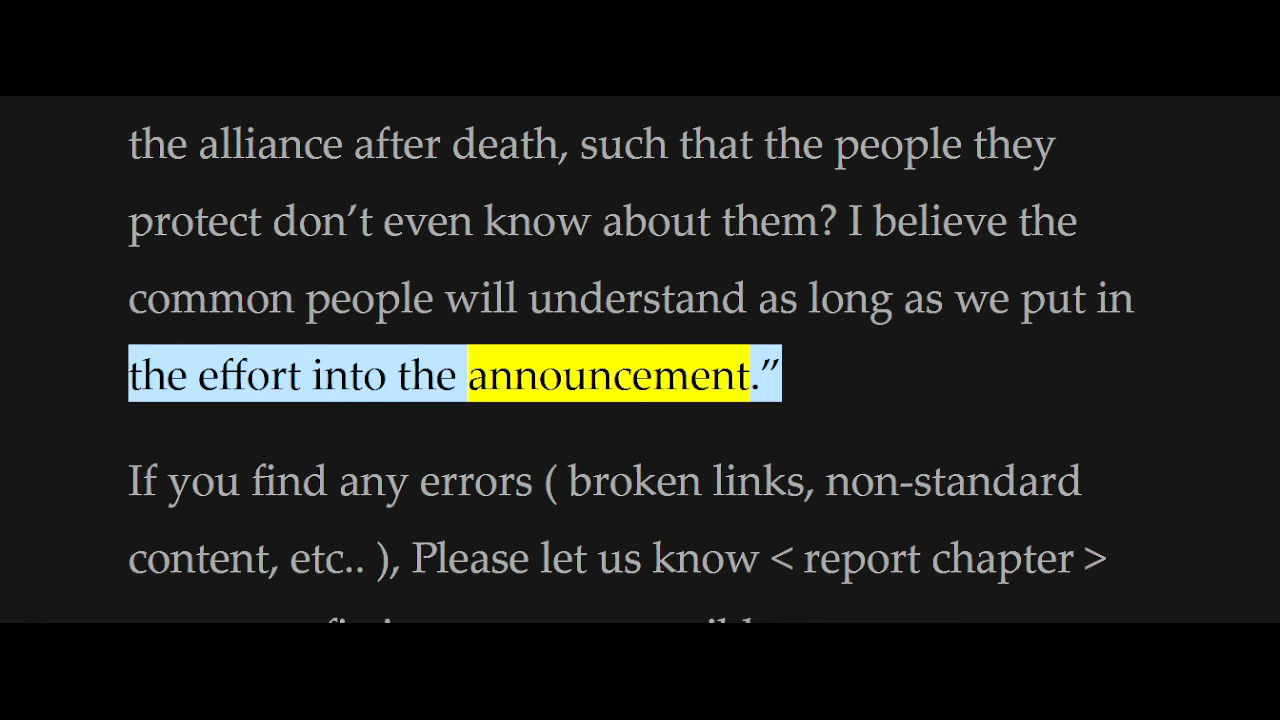 the alliance after death, such that the people they
protect don’t even know about them? I believe the
common people will understand as long as we put in
the effort into the announcement.”
If you find any errors ( broken links, non-standard
content, etc.. ), Please let us know < report chapter >